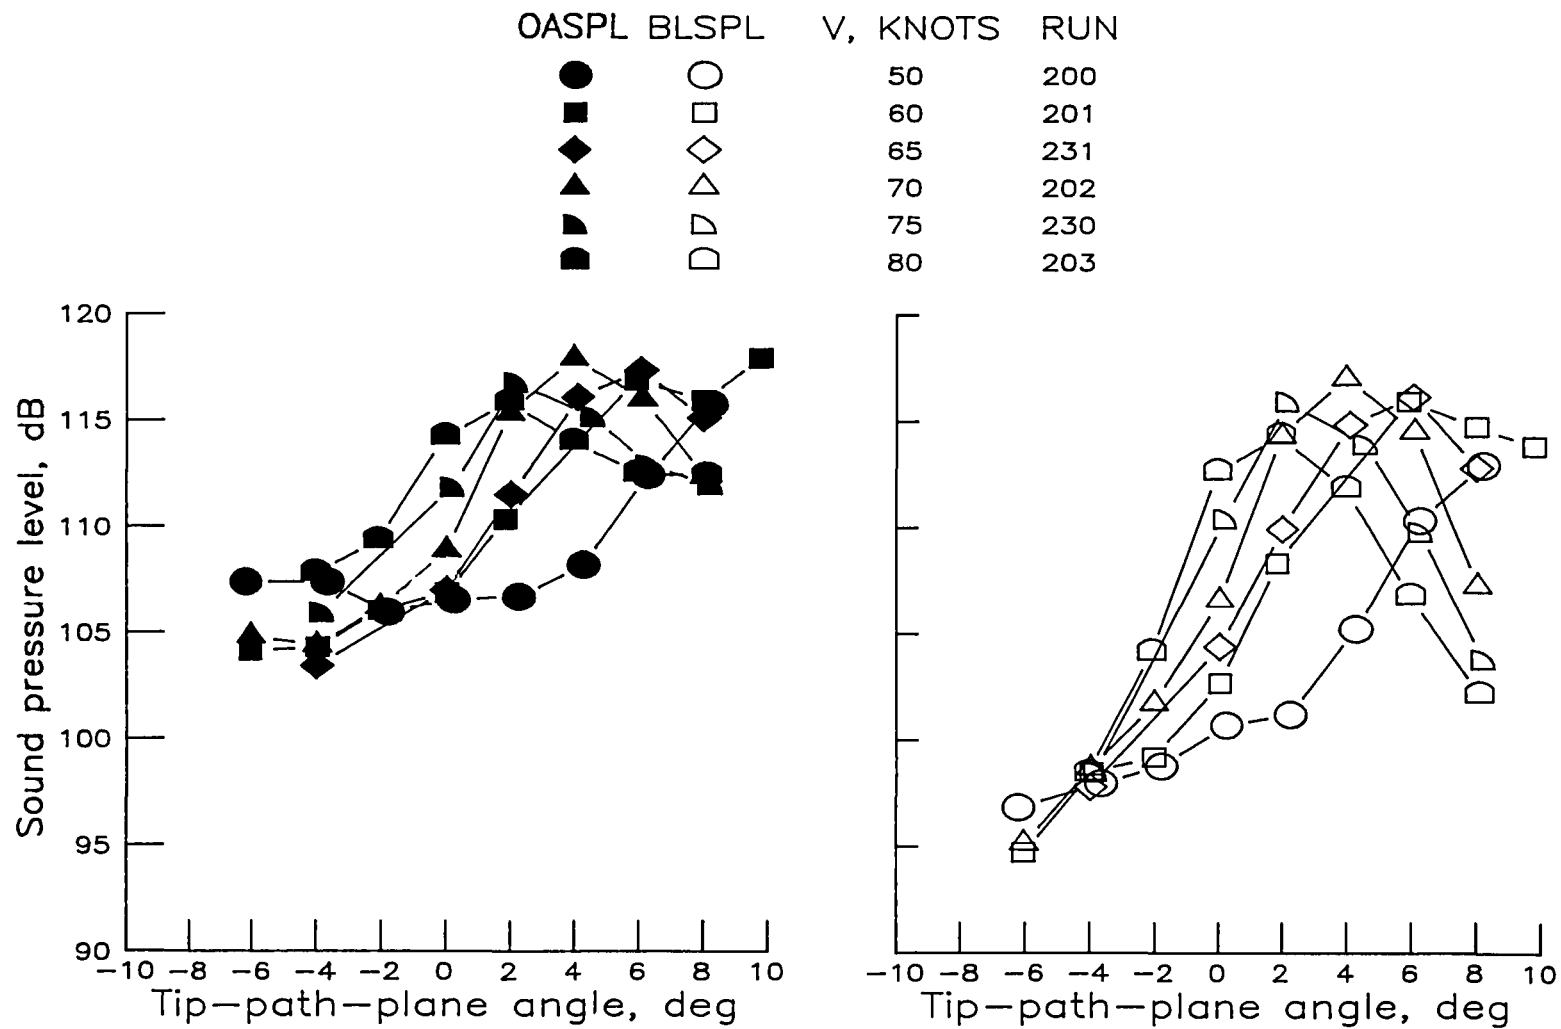 OASPL BLSPL V, KNOTS RUN
50 200
60 201
65 231
70 202
75 230
80 203
120
115
110
105
100
95
90
Sound pressure level, dB
-10 -8 -6 -4 -2 0 2 4 6 8 10
Tip-path-plane angle, deg
-10 -8 -6 -4 -2 0 2 4 6 8 10
Tip-path-plane angle, deg